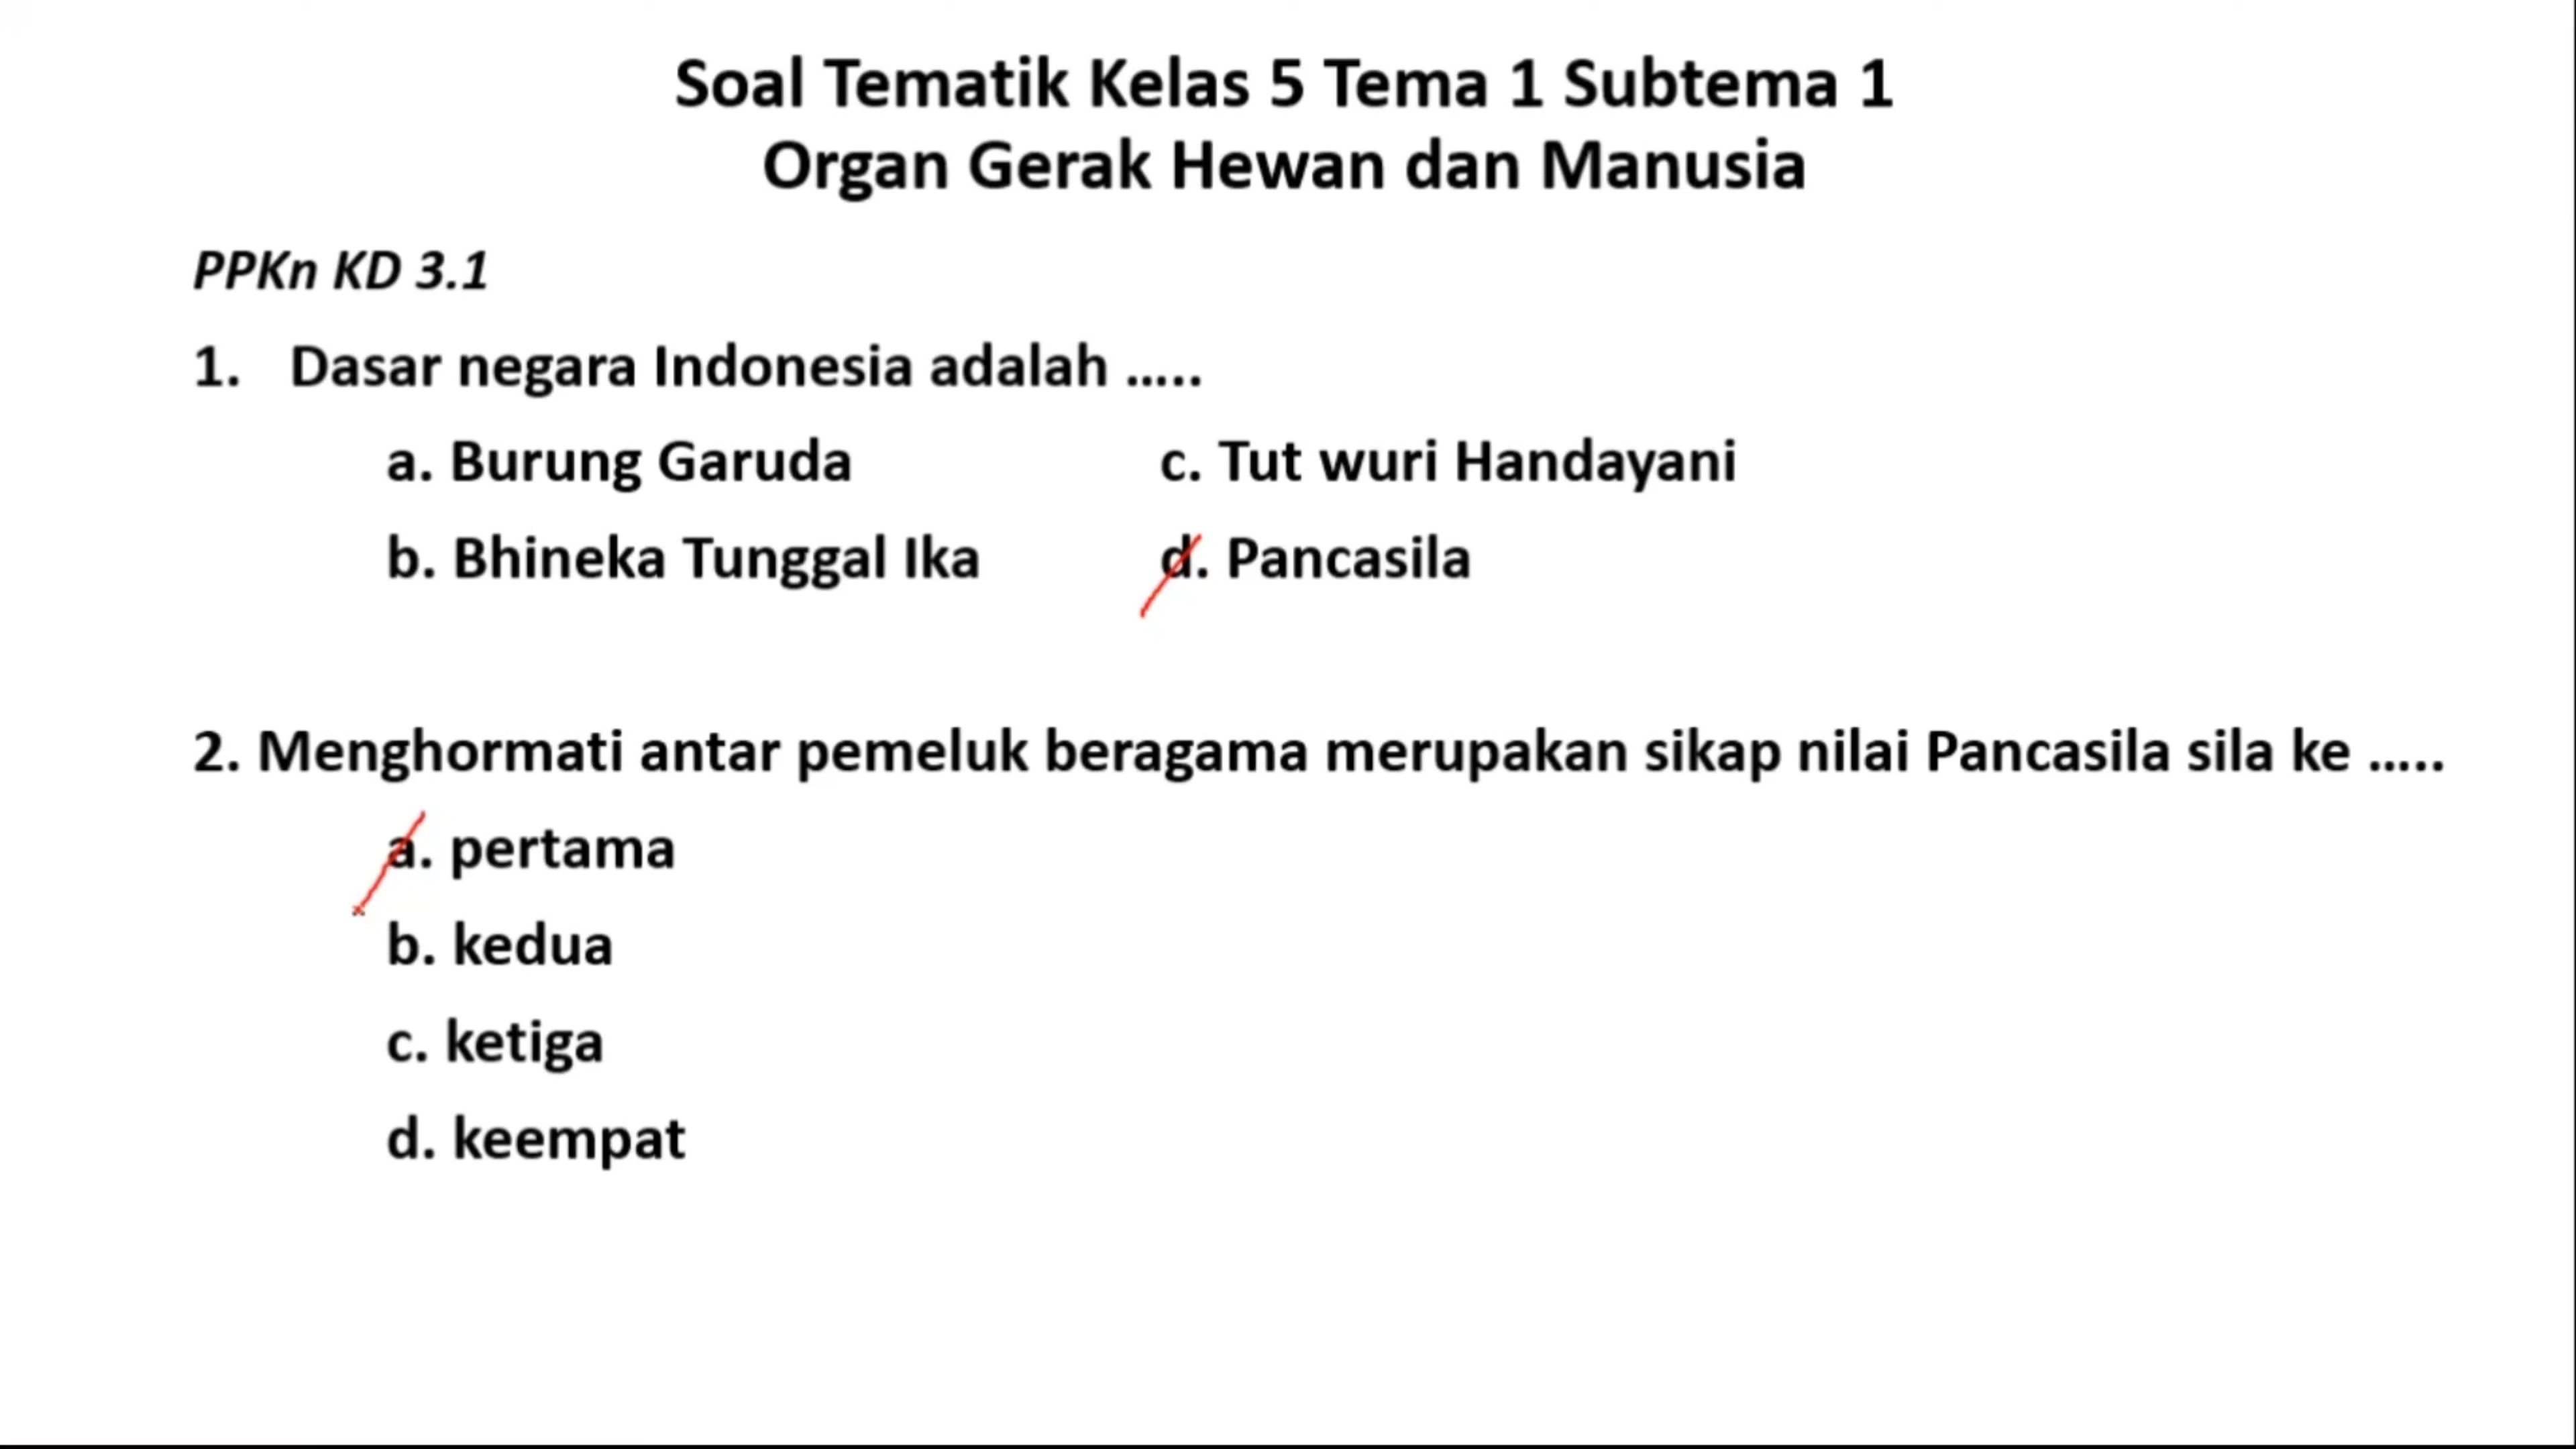 Soal Tematik Kelas 5 Tema 1 Subtema 1
Organ Gerak Hewan dan Manusia
PPKn KD 3.1
1. Dasar negara Indonesia adalah .....
a. Burung Garuda
c. Tut wuri Handayani
b. Bhineka Tunggal Ika
d. Pancasila
2. Menghormati antar pemeluk beragama merupakan sikap nilai Pancasila sila ke .....
a. pertama
b. kedua
c. ketiga
d. keempat